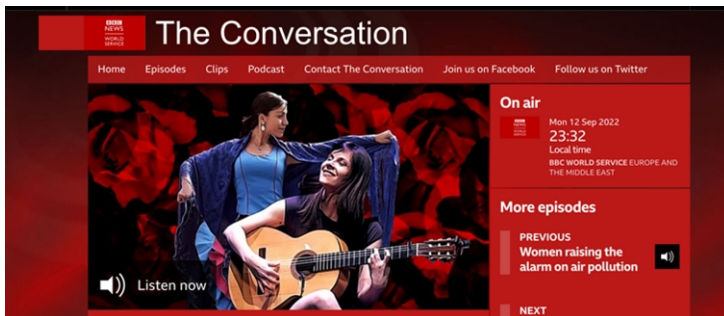 BBC
NEWS
WORLD
SERVICE
The Conversation
Home Episodes Clips Podcast Contact The Conversation Join us on Facebook Follow us on Twitter
Listen now
On air
Mon 12 Sep 2022
23:32
Local time
BBC WORLD SERVICE EUROPE AND
THE MIDDLE EAST
More episodes
PREVIOUS
Women raising the
alarm on air pollution
NEXT